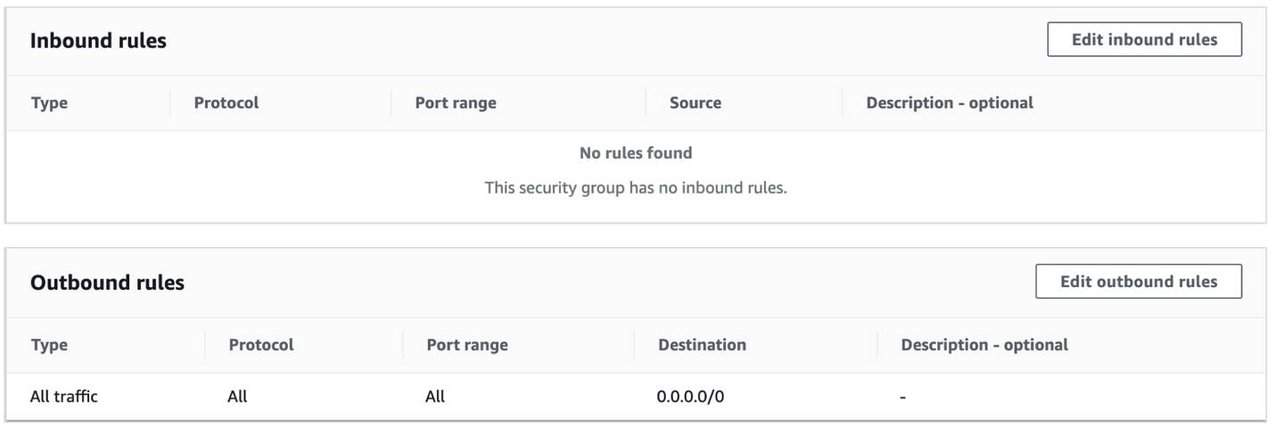 Inbound rules
Edit inbound rules
Type Protocol Port range Source Description - optional
No rules found
This security group has no inbound rules.
Outbound rules
Edit outbound rules
Type Protocol Port range Destination Description - optional
All traffic All All 0.0.0.0/0 -